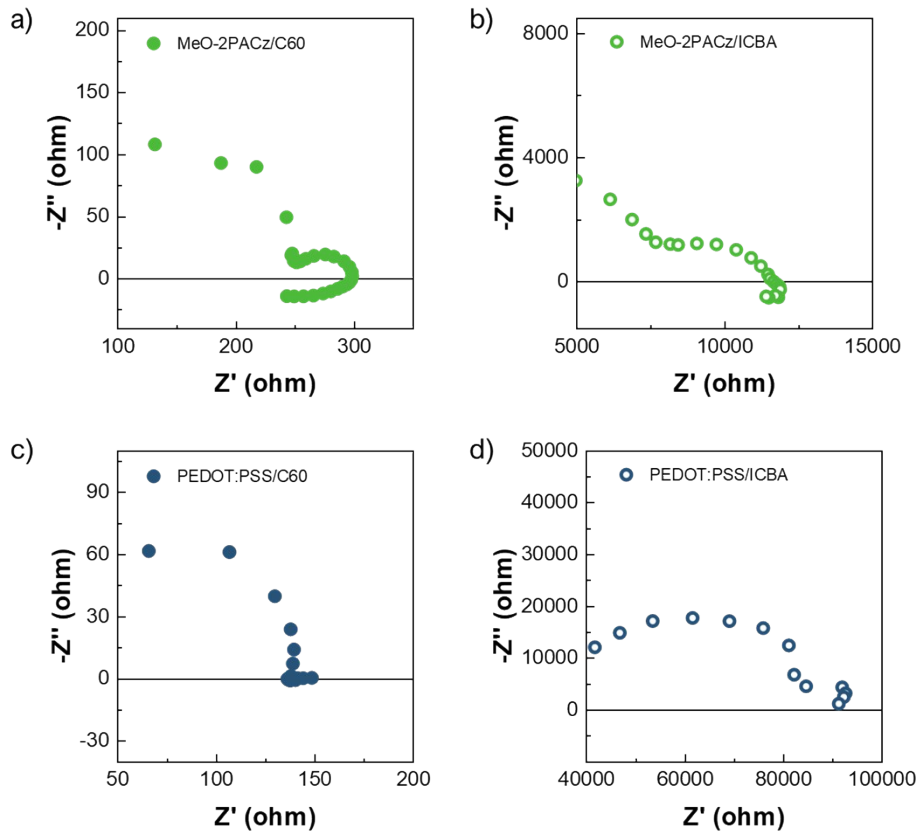 a)
200
150
100
50
0
-Z'' (ohm)
MeO-2PACz/C60
100
200
300
Z' (ohm)
b)
8000
4000
0
-Z'' (ohm)
MeO-2PACz/ICBA
5000
10000
15000
Z' (ohm)
c)
90
60
30
0
-30
-Z'' (ohm)
PEDOT:PSS/C60
50
100
150
200
Z' (ohm)
d)
50000
40000
30000
20000
10000
0
-Z'' (ohm)
PEDOT:PSS/ICBA
40000
60000
80000
100000
Z' (ohm)